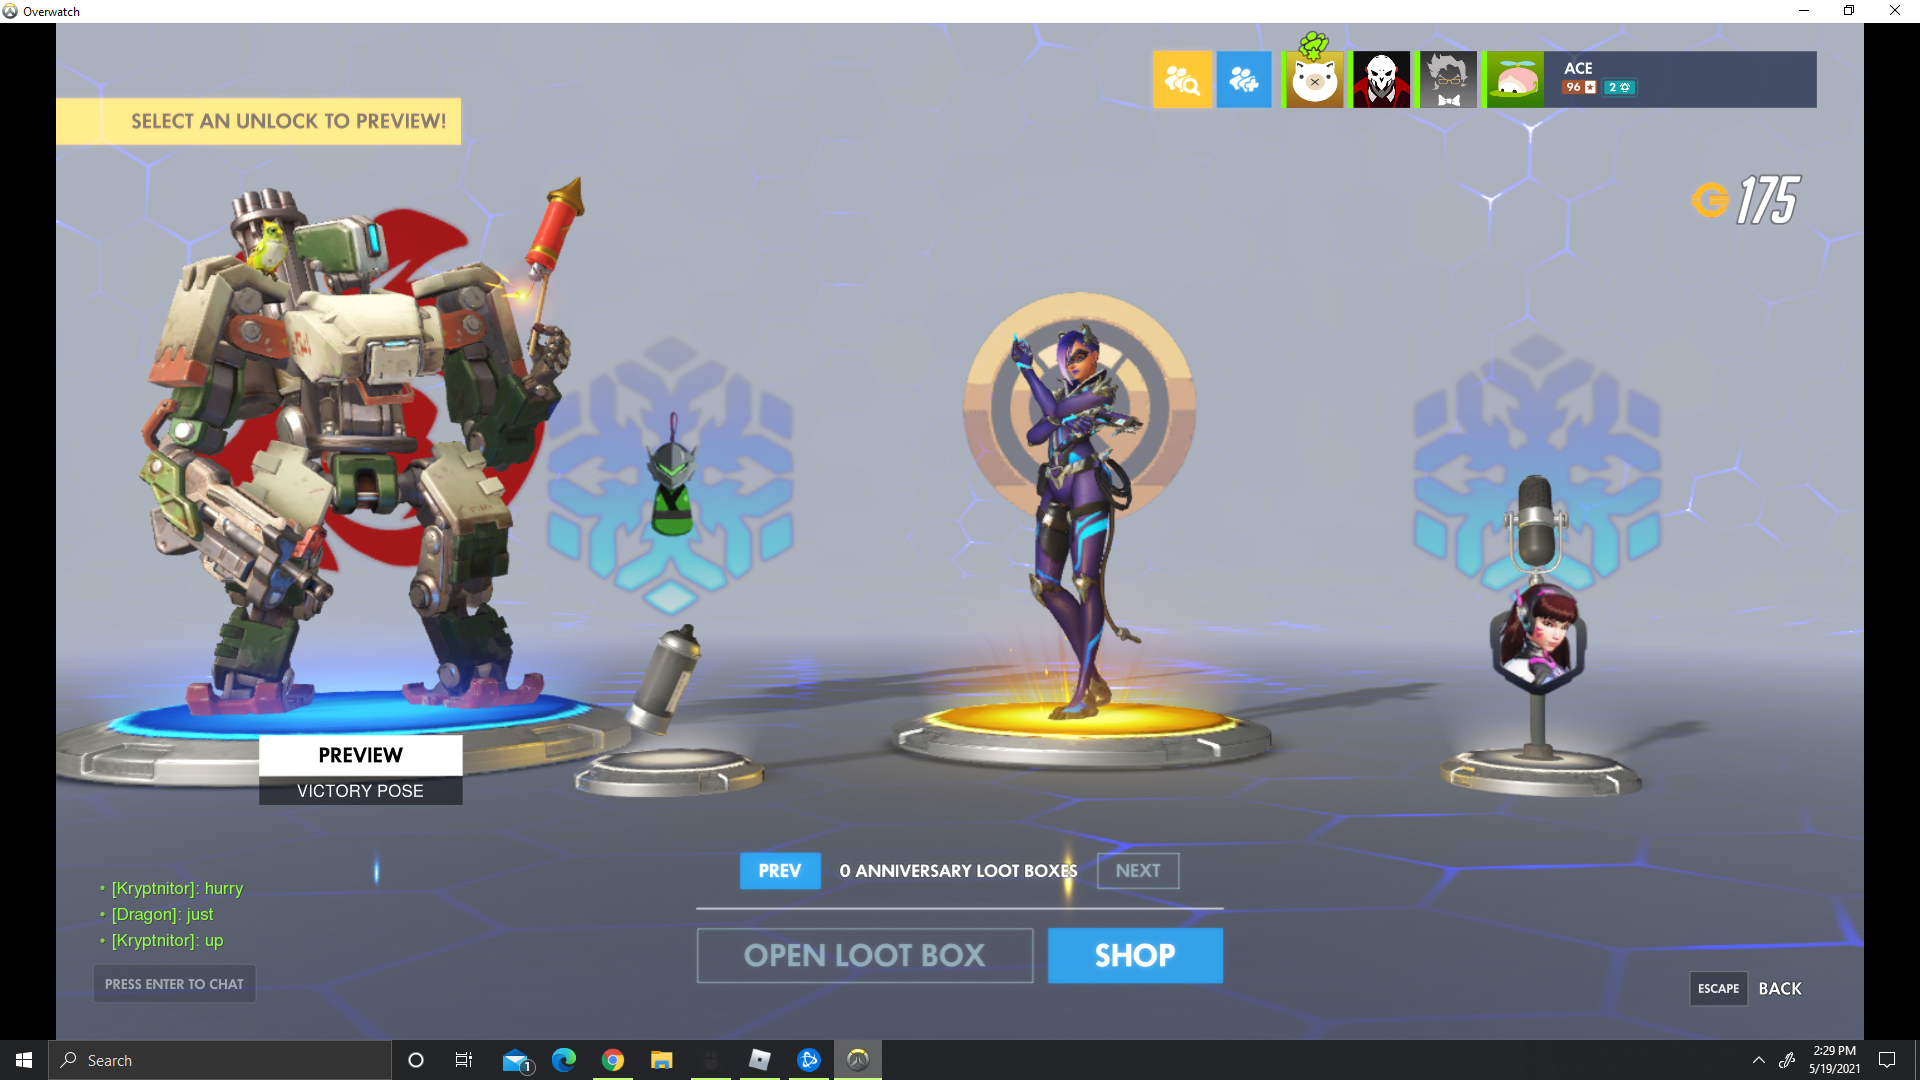 Overwatch
SELECT AN UNLOCK TO PREVIEW!
ACE
96 2
175
PREVIEW
VICTORY POSE
PREV 0 ANNIVERSARY LOOT BOXES NEXT
OPEN LOOT BOX SHOP
• [Kryptnitor]: hurry
• [Dragon]: just
• [Kryptnitor]: up
PRESS ENTER TO CHAT
ESCAPE BACK
Search
1
2:29 PM
5/19/2021